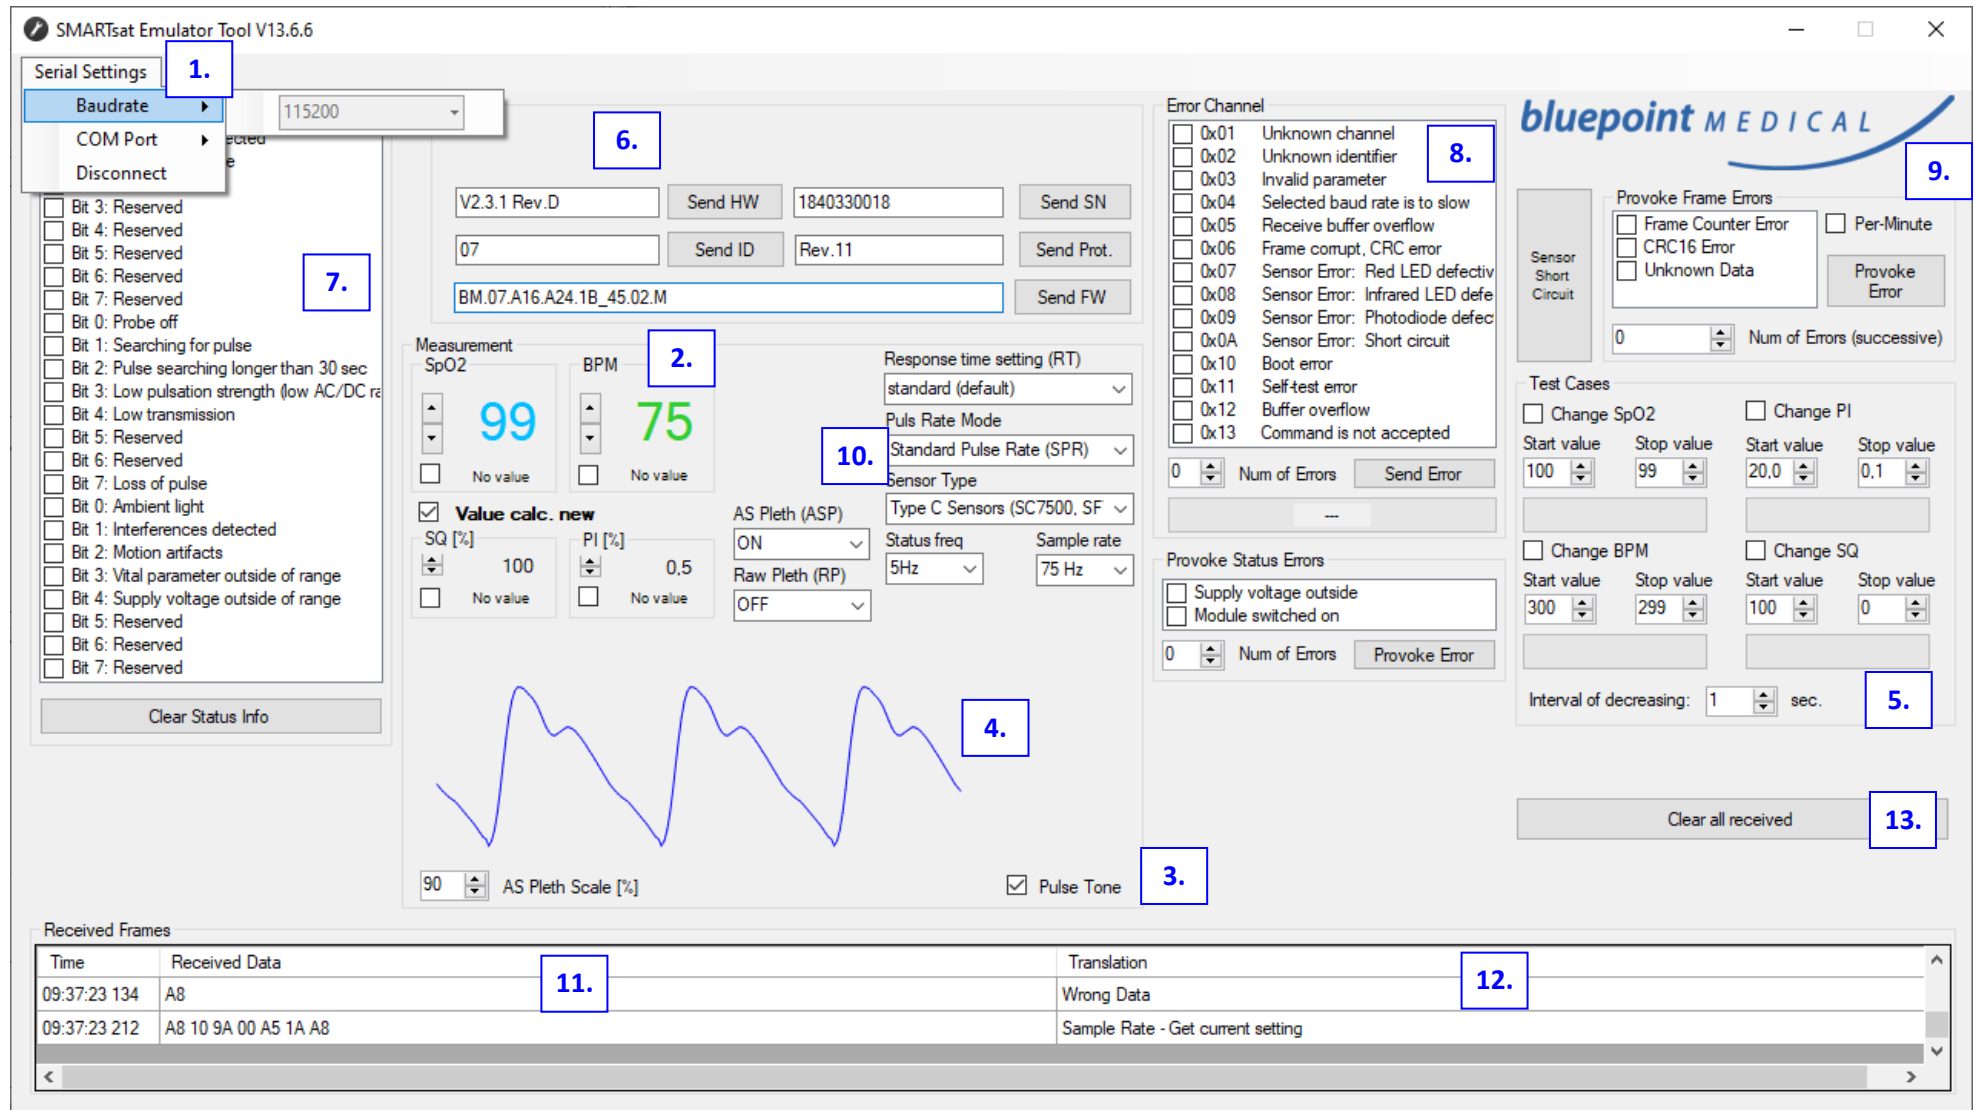 SMARTsat Emulator Tool V13.6.6
Serial Settings
1.
Baudrate
115200
COM Port
Disconnect
Bit 3: Reserved
Bit 4: Reserved
Bit 5: Reserved
Bit 6: Reserved
Bit 7: Reserved
Bit 0: Probe off
Bit 1: Searching for pulse
Bit 2: Pulse searching longer than 30 sec
Bit 3: Low pulsation strength (low AC/DC ra
Bit 4: Low transmission
Bit 5: Reserved
Bit 6: Reserved
Bit 7: Loss of pulse
Bit 0: Ambient light
Bit 1: Interferences detected
Bit 2: Motion artifacts
Bit 3: Vital parameter outside of range
Bit 4: Supply voltage outside of range
Bit 5: Reserved
Bit 6: Reserved
Bit 7: Reserved
7.
Clear Status Info
6.
V2.3.1 Rev.D
Send HW
1840330018
Send SN
07
Send ID
Rev.11
Send Prot.
BM.07.A16.A24.1B_45.02.M
Send FW
Measurement
2.
SpO2
99
No value
BPM
75
No value
Value calc. new
SQ [%]
100
No value
PI [%]
0,5
No value
AS Pleth (ASP)
ON
Raw Pleth (RP)
OFF
Response time setting (RT)
standard (default)
Puls Rate Mode
10.
Standard Pulse Rate (SPR)
Sensor Type
Type C Sensors (SC7500, SF
Status freq
5Hz
Sample rate
75 Hz
4.
90
AS Pleth Scale [%]
Pulse Tone
3.
Error Channel
8.
0x01 Unknown channel
0x02 Unknown identifier
0x03 Invalid parameter
0x04 Selected baud rate is to slow
0x05 Receive buffer overflow
0x06 Frame corrupt, CRC error
0x07 Sensor Error: Red LED defectiv
0x08 Sensor Error: Infrared LED defe
0x09 Sensor Error: Photodiode defec
0x0A Sensor Error: Short circuit
0x10 Boot error
0x11 Self-test error
0x12 Buffer overflow
0x13 Command is not accepted
0 Num of Errors
Send Error
---
Provoke Status Errors
Supply voltage outside
Module switched on
0 Num of Errors
Provoke Error
bluepoint MEDICAL
9.
Sensor
Short
Circuit
Provoke Frame Errors
Frame Counter Error
CRC16 Error
Unknown Data
Per-Minute
Provoke
Error
0
Num of Errors (successive)
Test Cases
Change SpO2
Start value Stop value
100 99
Change PI
Start value Stop value
20,0 0,1
Change BPM
Start value Stop value
300 299
Change SQ
Start value Stop value
100 0
Interval of decreasing: 1 sec.
5.
Clear all received
13.
Received Frames
Time Received Data Translation
11.
12.
09:37:23 134 A8 Wrong Data
09:37:23 212 A8 10 9A 00 A5 1A A8 Sample Rate - Get current setting